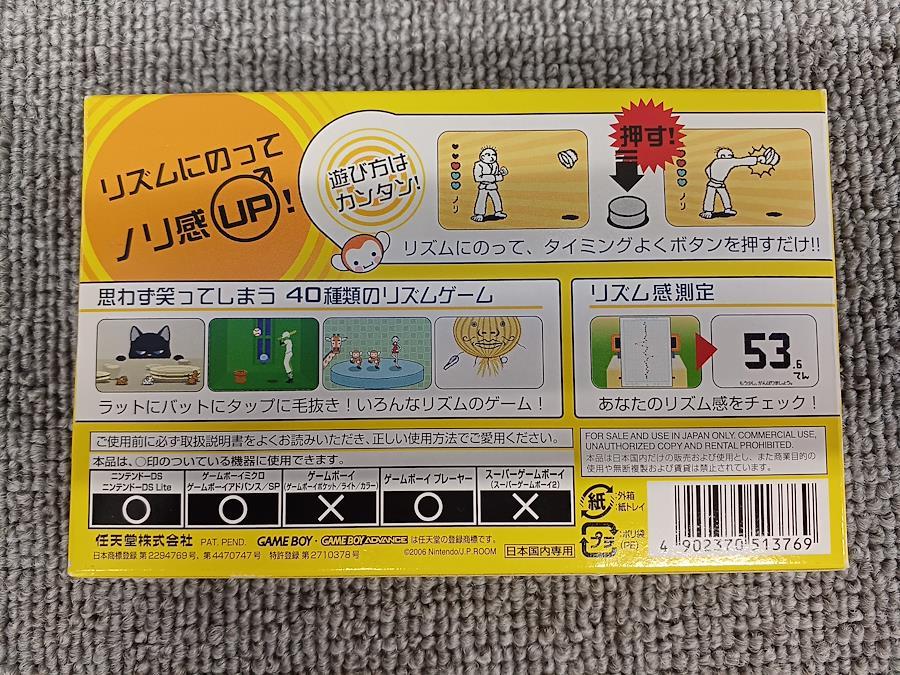 リズムにのって
ノリ感UP!
遊び方は
カンタン!
ノリ
押す!
ノリ
リズムにのって、タイミングよくボタンを押すだけ!!
思わず笑ってしまう 40種類のリズムゲーム
ラットにバットにタップに毛抜き!いろんなリズムのゲーム!
リズム感測定
53.6
てん
もう少し、がんばりましょう。
あなたのリズム感をチェック!
ご使用前に必ず取扱説明書をよくお読みいただき、正しい使用方法でご愛用ください。
本品は、○印のついている機器に使用できます。
ニンテンドーDS
ニンテンドーDS Lite
ゲームボーイミクロ
ゲームボーイアドバンス/SP
ゲームボーイ
(ゲームボーイポケット/ライト/カラー)
ゲームボーイ プレーヤー
スーパーゲームボーイ
(スーパーゲームボーイ2)
○ ○ × ○ ×
FOR SALE AND USE IN JAPAN ONLY. COMMERCIAL USE,
UNAUTHORIZED COPY AND RENTAL PROHIBITED.
本品は日本国内だけの販売および使用とし、また商業目的の
使用や無断複製および賃貸は禁止されています。
紙
:外箱
:紙トレイ
プラ
:ポリ袋
(PE)
4 902370 513769
任天堂株式会社 PAT. PEND. GAME BOY・GAME BOY ADVANCE は任天堂の登録商標です。
日本商標登録 第2294769号、第4470747号 特許登録 第2710378号 ©2006 Nintendo/J.P.ROOM 日本国内専用